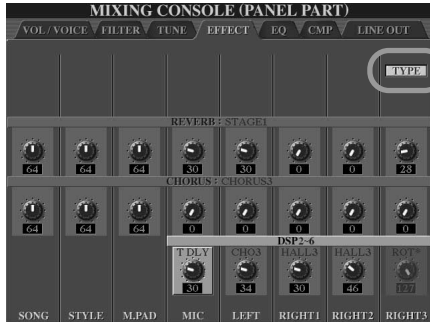 MIXING CONSOLE (PANEL PART)
VOL / VOICE FILTER TUNE EFFECT EQ CMP LINE OUT
TYPE
REVERB : STAGE1
64 64 64 30 30 0 0 28
CHORUS : CHORUS3
64 64 64 0 0 0 0 0
DSP2~6
T DLY CHO3 HALL3 HALL3 ROT*
30 34 30 46 127
SONG STYLE M.PAD MIC LEFT RIGHT1 RIGHT2 RIGHT3